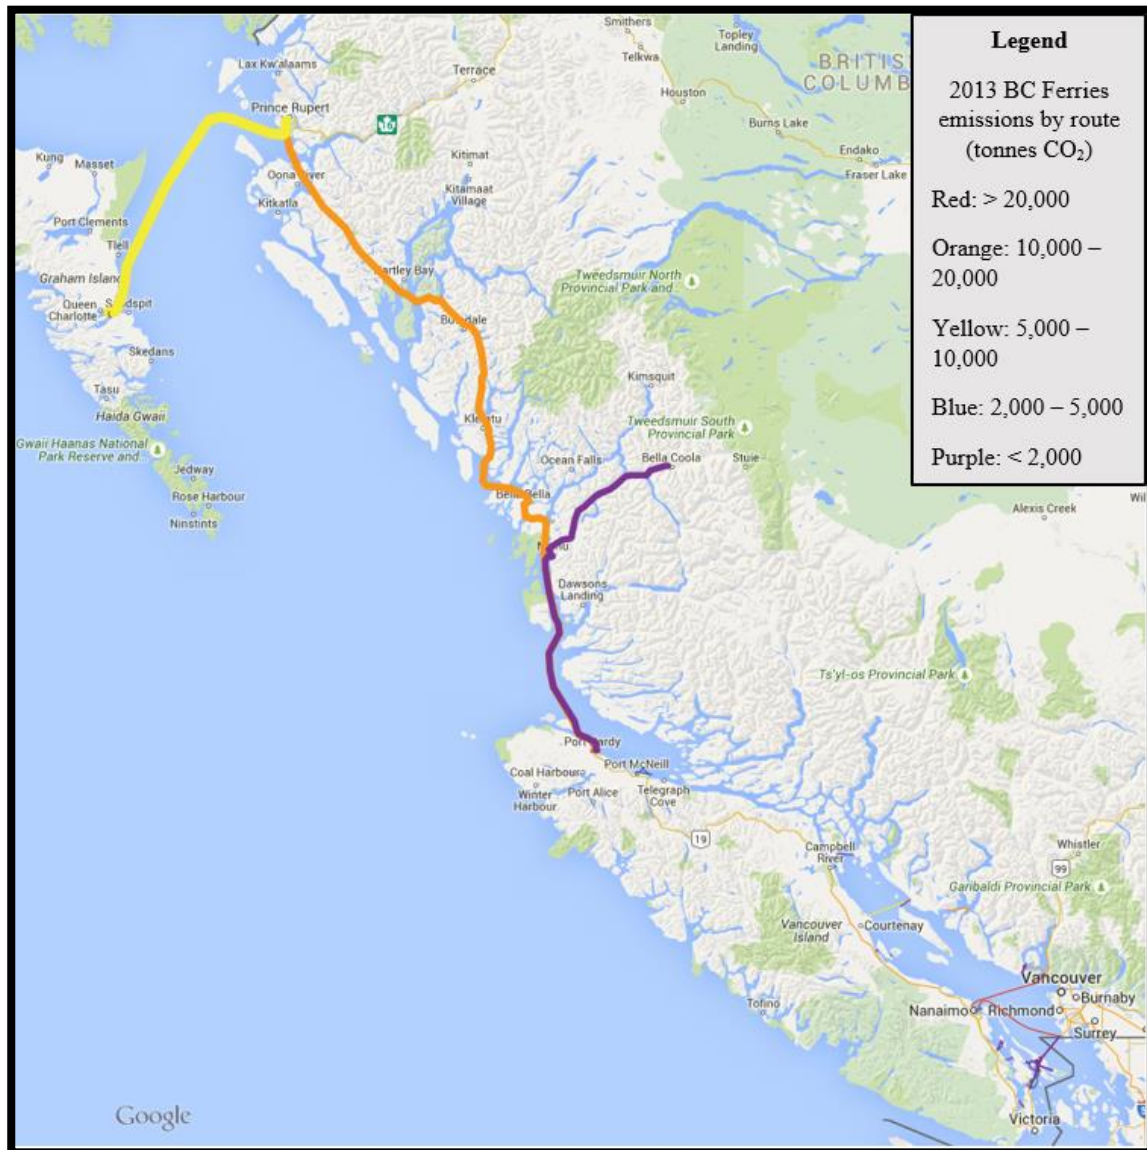 Legend
2013 BC Ferries
emissions by route
(tonnes CO₂)
Red: > 20,000
Orange: 10,000 –
20,000
Yellow: 5,000 –
10,000
Blue: 2,000 – 5,000
Purple: < 2,000
Smithers
Telkwa
Topley
Landing
BRITIS
COLUMB
Lax Kw'alaams
Terrace
Houston
Prince Rupert
16
Burns Lake
Kung
Masset
Kitimat
Endako
Fraser Lake
Oona River
Kitamaat
Village
Kitkatla
Port Clements
Tlell
Graham Island
Hartley Bay
Tweedsmuir North
Provincial Park and ...
Queen
Charlotte
Sandspit
Skedans
Kimsquit
Tasu
Haida Gwaii
Tweedsmuir South
Provincial Park
Gwaii Haanas National
Park Reserve and...
Ocean Falls
Bella Coola
Stuie
Jedway
Rose Harbour
Ninstints
Bella Bella
Alexis Creek
Wil
Dawsons
Landing
Ts'yl-os Provincial Park
Port Hardy
Port McNeill
Coal Harbour
Winter
Harbour
Port Alice
Telegraph
Cove
19
Campbell
River
Whistler
99
Garibaldi Provincial Park
Vancouver
Island
Courtenay
Vancouver
Burnaby
Tofino
Nanaimo
Richmond
Surrey
Victoria
Google